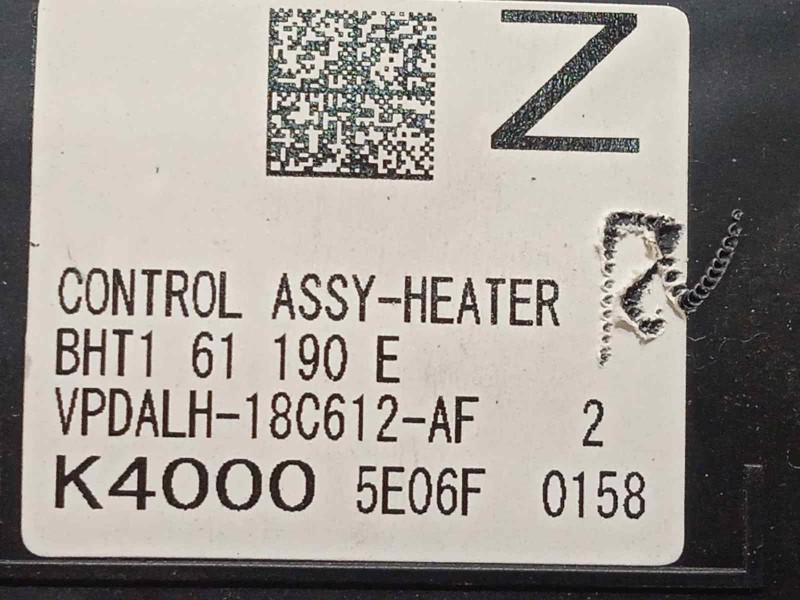 Z
CONTROL ASSY-HEATER
BHT1 61 190 E
VPDALH-18C612-AF 2
K4000 5E06F 0158